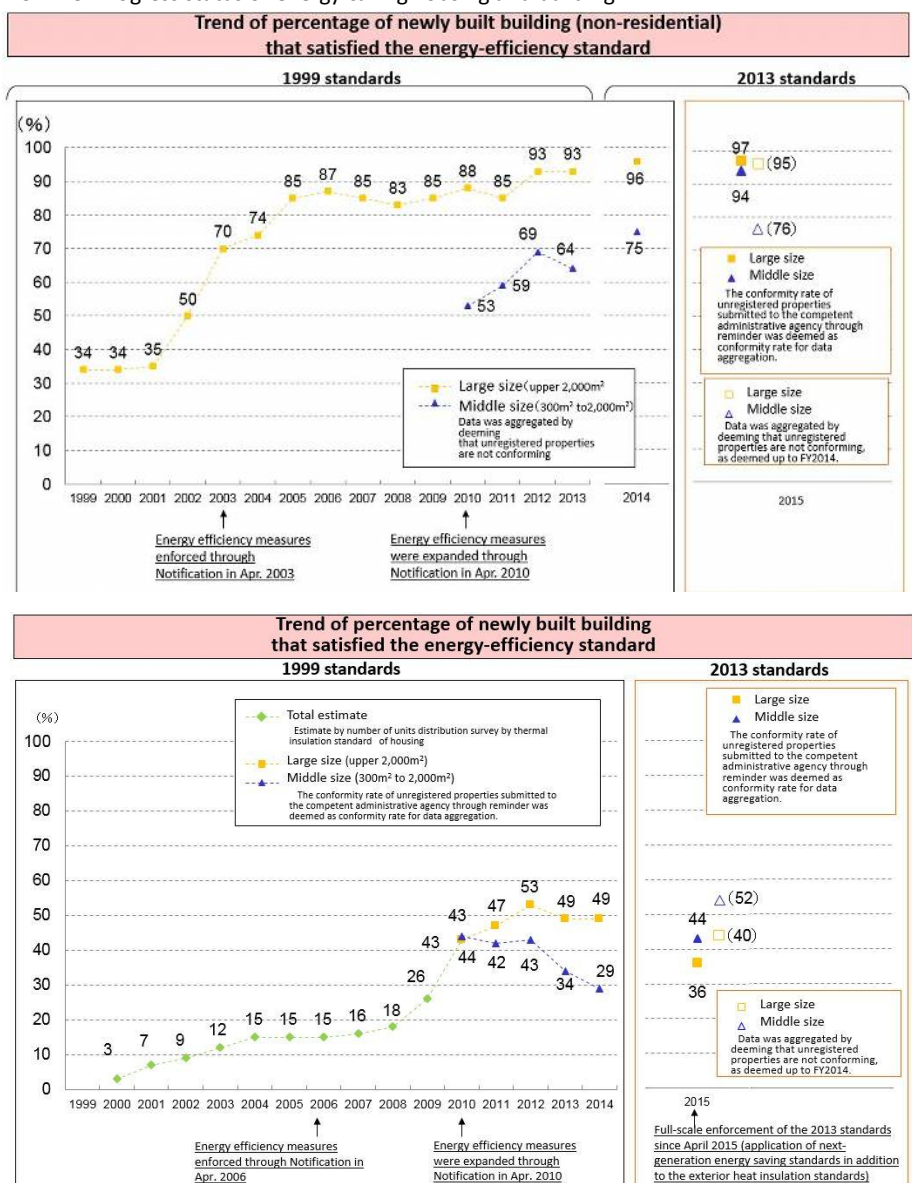 Trend of percentage of newly built building (non-residential)
that satisfied the energy-efficiency standard
1999 standards
2013 standards
(%)
100
90
80
70
60
50
40
30
20
10
0
34
34
35
50
70
74
85
87
85
83
85
88
85
93
93
53
59
69
64
96
75
97
(95)
94
(76)
Large size(upper 2,000m²
Middle size(300m² to2,000m²)
Data was aggregated by
deeming
that unregistered properties
are not conforming
Large size
Middle size
The conformity rate of
unregistered properties
submitted to the competent
administrative agency through
reminder was deemed as
conformity rate for data
aggregation.
Large size
Middle size
Data was aggregated by
deeming that unregistered
properties are not conforming,
as deemed up to FY2014.
1999 2000 2001 2002 2003 2004 2005 2006 2007 2008 2009 2010 2011 2012 2013
2014
2015
Energy efficiency measures
enforced through
Notification in Apr. 2003
Energy efficiency measures
were expanded through
Notification in Apr. 2010
Trend of percentage of newly built building
that satisfied the energy-efficiency standard
1999 standards
2013 standards
(%)
100
90
80
70
60
50
40
30
20
10
0
Total estimate
Estimate by number of units distribution survey by thermal
insulation standard of housing
Large size (upper 2,000m²)
Middle size (300m² to 2,000m²)
The conformity rate of unregistered properties submitted to
the competent administrative agency through reminder was
deemed as conformity rate for data aggregation.
3
7
9
12
15
15
15
16
18
26
43
43
47
53
49
49
44
42
43
34
29
Large size
Middle size
The conformity rate of
unregistered properties
submitted to the competent
administrative agency through
reminder was deemed as
conformity rate for data
aggregation.
(52)
44
(40)
36
Large size
Middle size
Data was aggregated by
deeming that unregistered
properties are not conforming,
as deemed up to FY2014.
1999 2000 2001 2002 2003 2004 2005 2006 2007 2008 2009 2010 2011 2012 2013 2014
2015
Energy efficiency measures
enforced through Notification in
Apr. 2006
Energy efficiency measures
were expanded through
Notification in Apr. 2010
Full-scale enforcement of the 2013 standards
since April 2015 (application of next-
generation energy saving standards in addition
to the exterior heat insulation standards)